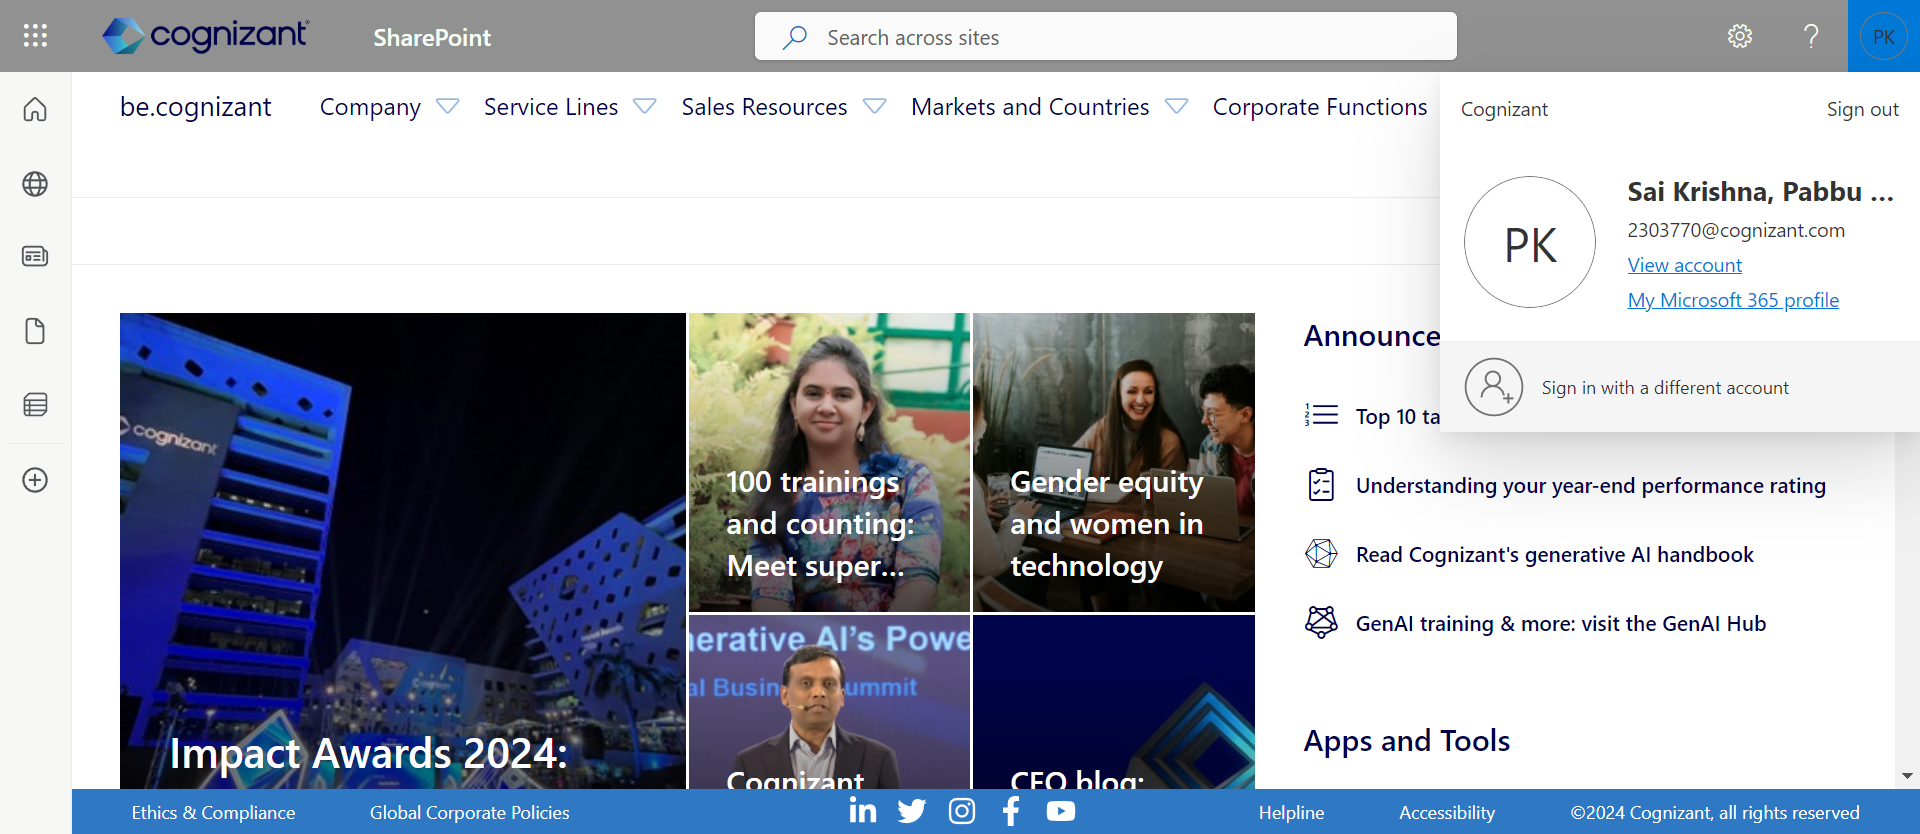 cognizant
SharePoint
Search across sites
?
PK
be.cognizant
Company
Service Lines
Sales Resources
Markets and Countries
Corporate Functions
Cognizant
Sign out
PK
Sai Krishna, Pabbu ...
2303770@cognizant.com
View account
My Microsoft 365 profile
Sign in with a different account
cognizant
Impact Awards 2024:
100 trainings
and counting:
Meet super...
Gender equity
and women in
technology
nerative AI's Powe
al Busin
ummit
Cognizant
CEO blog:
Announce
1
2
3
Top 10 ta
Understanding your year-end performance rating
Read Cognizant's generative AI handbook
GenAI training & more: visit the GenAI Hub
Apps and Tools
Ethics & Compliance
Global Corporate Policies
in
Helpline
Accessibility
©2024 Cognizant, all rights reserved